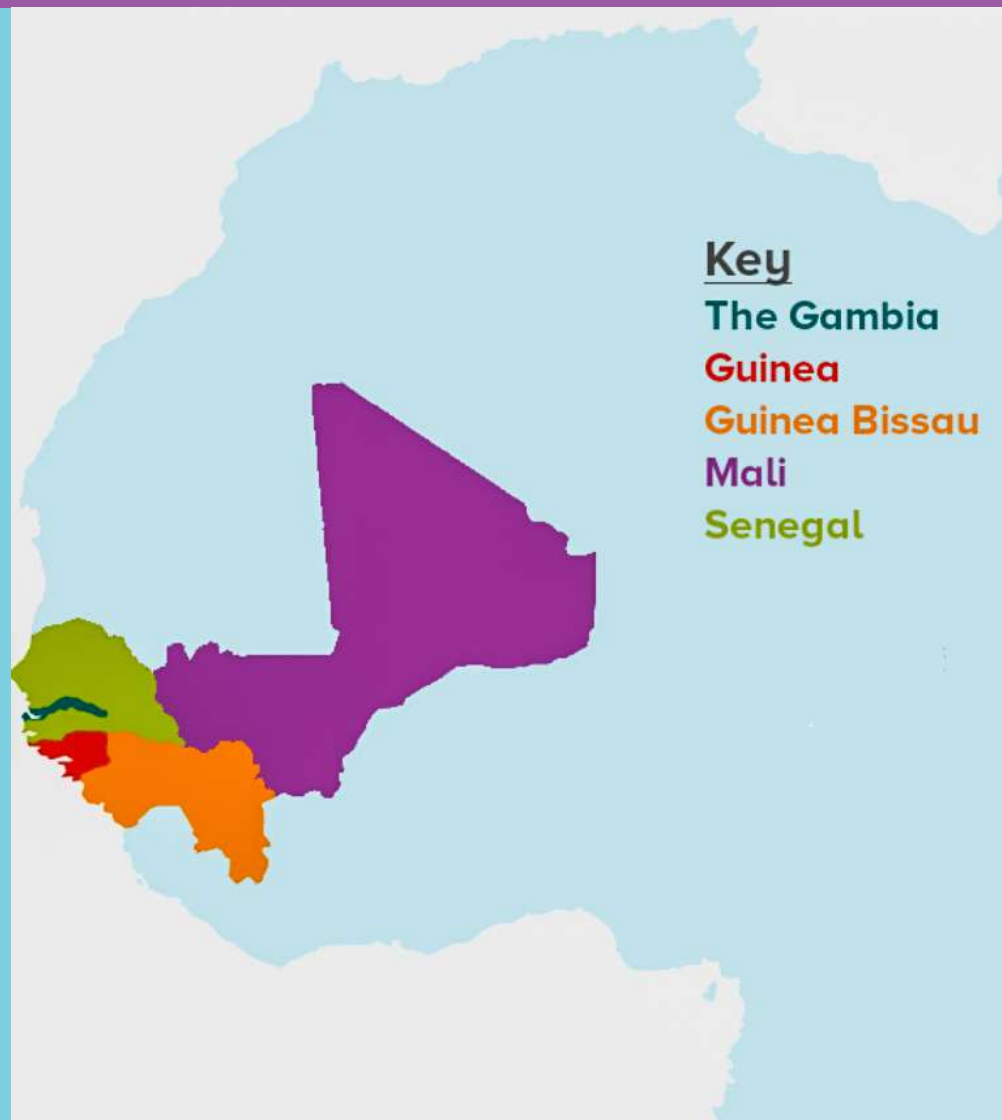 Key
The Gambia
Guinea
Guinea Bissau
Mali
Senegal